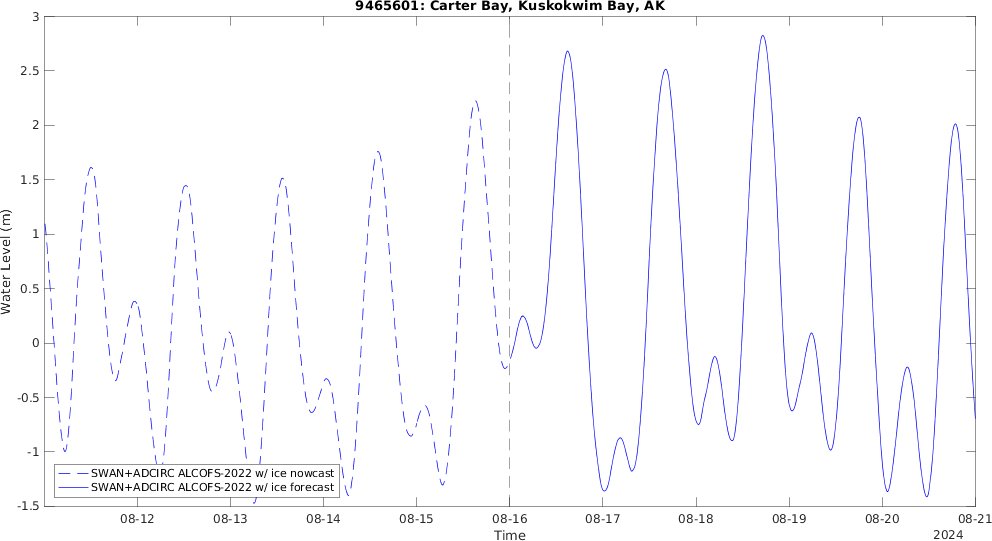 9465601: Carter Bay, Kuskokwim Bay, AK
3
2.5
2
1.5
1
0.5
0
-0.5
-1
-1.5
Water Level (m)
SWAN+ADCIRC ALCOFS-2022 w/ ice nowcast
SWAN+ADCIRC ALCOFS-2022 w/ ice forecast
08-12 08-13 08-14 08-15 08-16 08-17 08-18 08-19 08-20 08-21
Time
2024